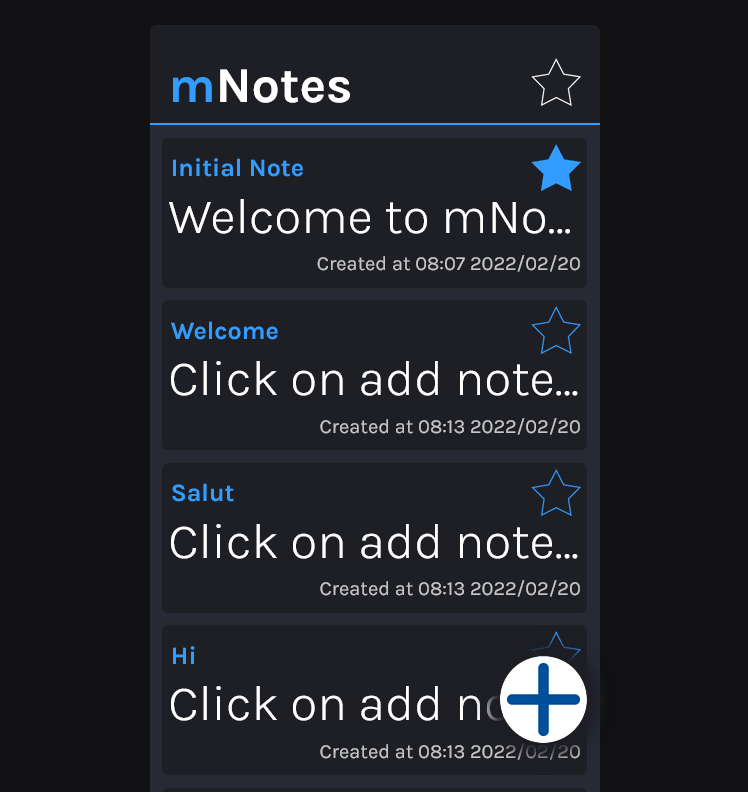 mNotes
Initial Note
Welcome to mNo...
Created at 08:07 2022/02/20
Welcome
Click on add note...
Created at 08:13 2022/02/20
Salut
Click on add note...
Created at 08:13 2022/02/20
Hi
Click on add
Created at 08:13 2022/02/20